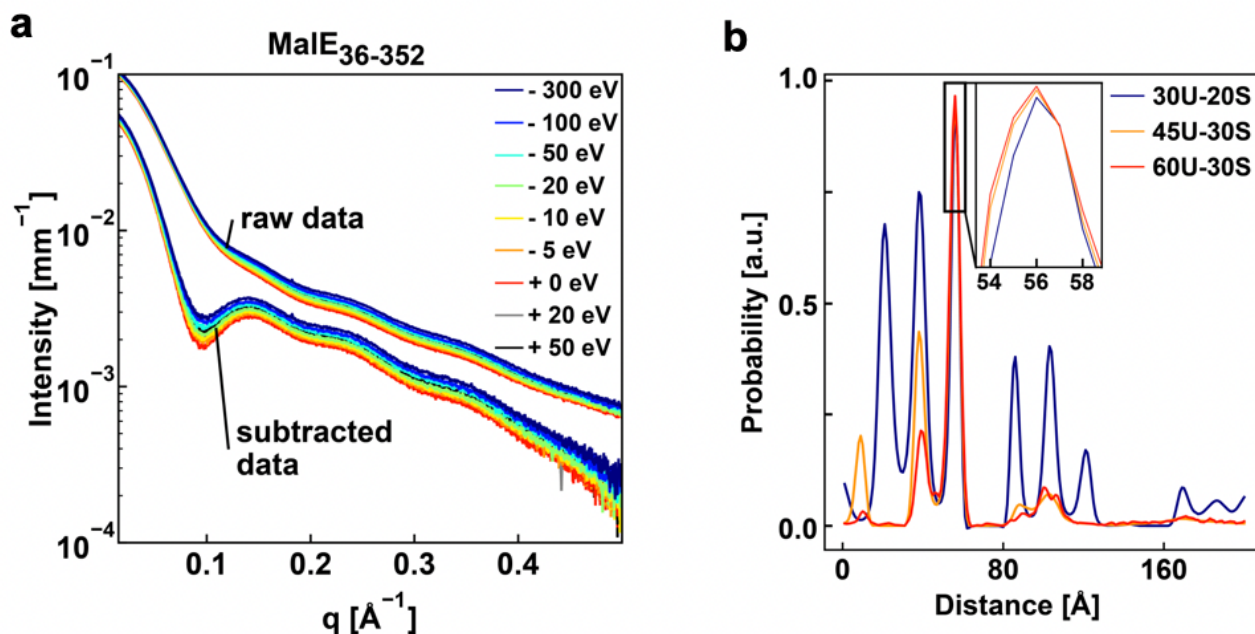 a
MalE36-352
Intensity [mm−1]
10−1
10−2
10−3
10−4
raw data
subtracted
data
- 300 eV
- 100 eV
- 50 eV
- 20 eV
- 10 eV
- 5 eV
+ 0 eV
+ 20 eV
+ 50 eV
0.1
0.2
0.3
0.4
q [Å−1]
b
Probability [a.u.]
1.0
0.5
0.0
54
56
58
30U-20S
45U-30S
60U-30S
0
80
160
Distance [Å]